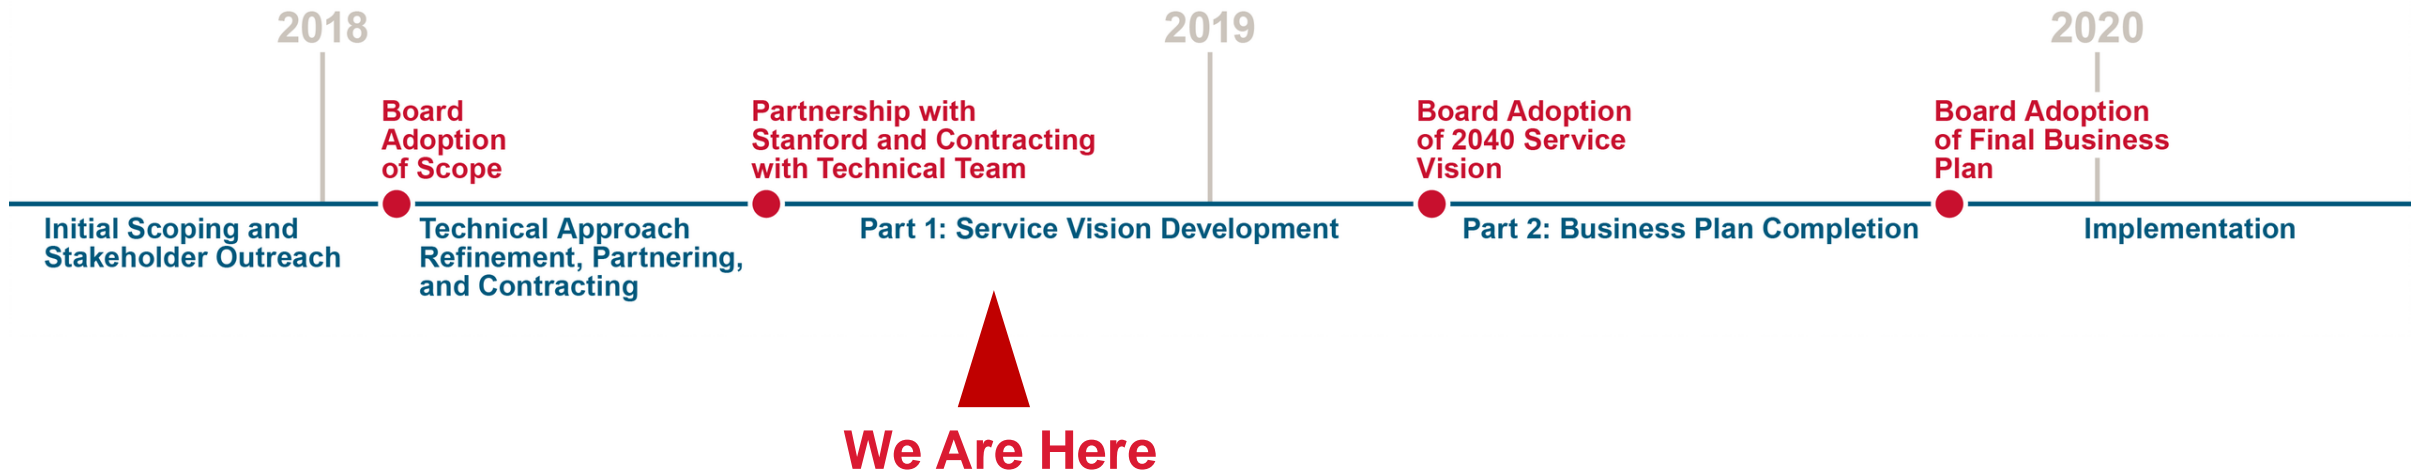 2018
2019
2020
Board
Adoption
of Scope
Partnership with
Stanford and Contracting
with Technical Team
Board Adoption
of 2040 Service
Vision
Board Adoption
of Final Business
Plan
Initial Scoping and
Stakeholder Outreach
Technical Approach
Refinement, Partnering,
and Contracting
Part 1: Service Vision Development
Part 2: Business Plan Completion
Implementation
We Are Here